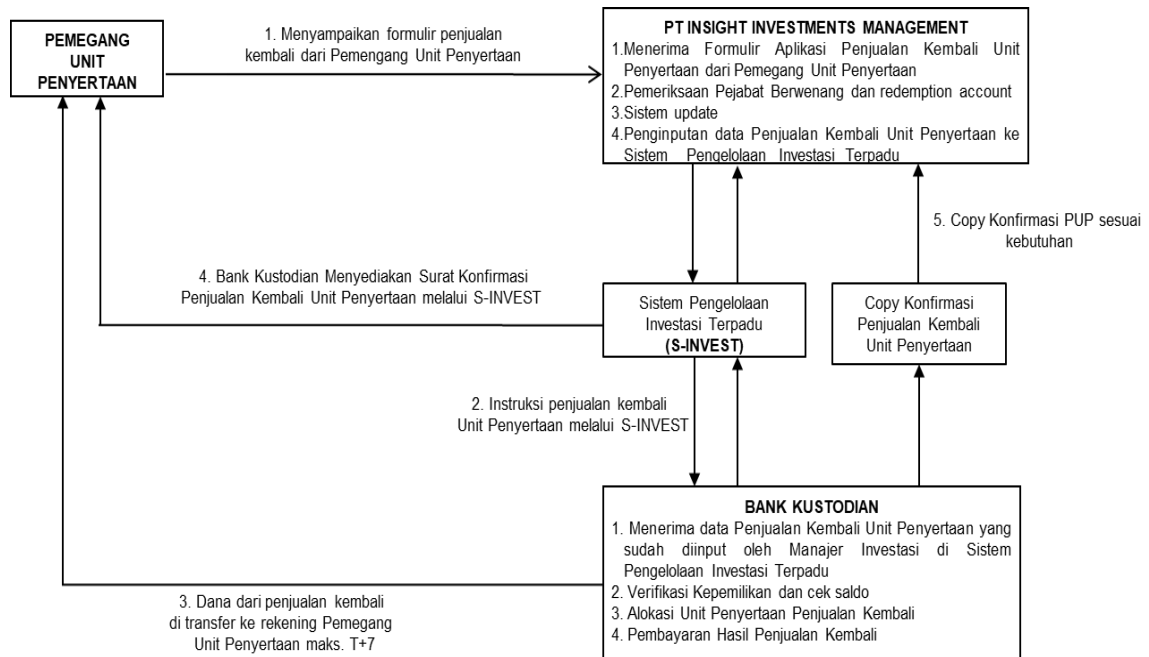 PEMEGANG
UNIT
PENYERTAAN
1. Menyampaikan formulir penjualan
kembali dari Pemengang Unit Penyertaan
PT INSIGHT INVESTMENTS MANAGEMENT
1.Menerima Formulir Aplikasi Penjualan Kembali Unit
Penyertaan dari Pemegang Unit Penyertaan
2.Pemeriksaan Pejabat Berwenang dan redemption account
3.Sistem update
4.Penginputan data Penjualan Kembali Unit Penyertaan ke
Sistem Pengelolaan Investasi Terpadu
5. Copy Konfirmasi PUP sesuai
kebutuhan
4. Bank Kustodian Menyediakan Surat Konfirmasi
Penjualan Kembali Unit Penyertaan melalui S-INVEST
Sistem Pengelolaan
Investasi Terpadu
(S-INVEST)
Copy Konfirmasi
Penjualan Kembali
Unit Penyertaan
2. Instruksi penjualan kembali
Unit Penyertaan melalui S-INVEST
BANK KUSTODIAN
1. Menerima data Penjualan Kembali Unit Penyertaan yang
sudah diinput oleh Manajer Investasi di Sistem
Pengelolaan Investasi Terpadu
2. Verifikasi Kepemilikan dan cek saldo
3. Alokasi Unit Penyertaan Penjualan Kembali
4. Pembayaran Hasil Penjualan Kembali
3. Dana dari penjualan kembali
di transfer ke rekening Pemegang
Unit Penyertaan maks. T+7